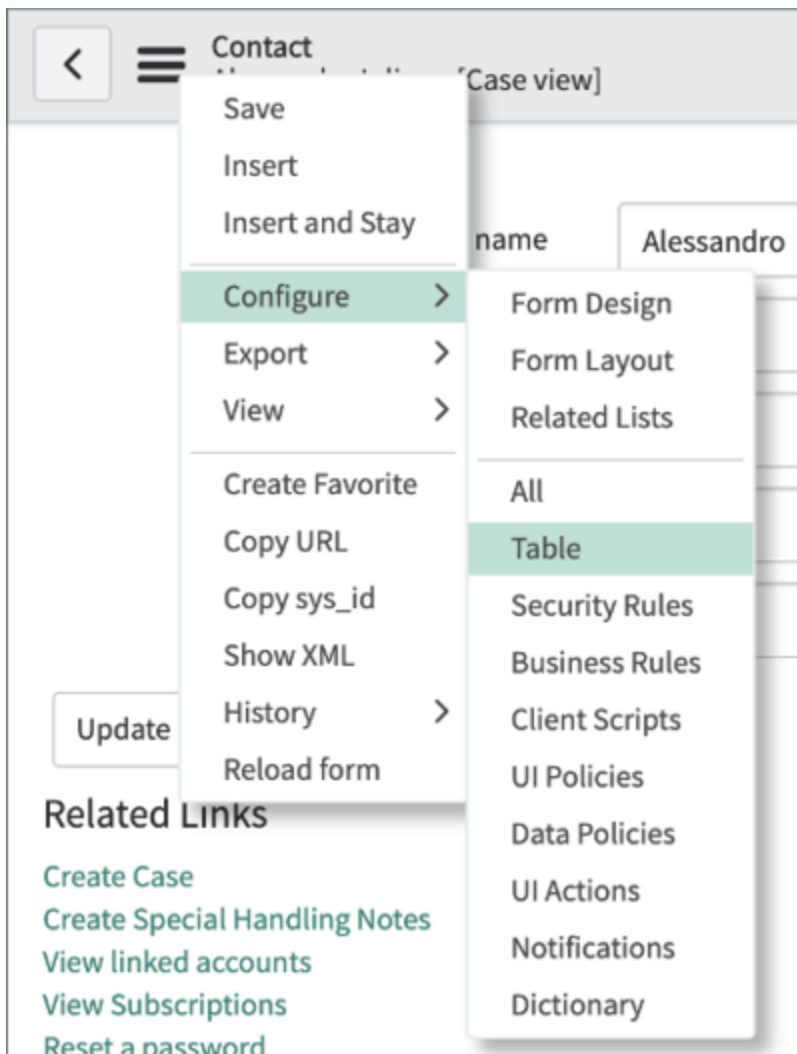 Contact
[Case view]
Save
Insert
Insert and Stay
name
Alessandro
Configure
Export
View
Create Favorite
Copy URL
Copy sys_id
Show XML
History
Reload form
Form Design
Form Layout
Related Lists
All
Table
Security Rules
Business Rules
Client Scripts
UI Policies
Data Policies
UI Actions
Notifications
Dictionary
Update
Related Links
Create Case
Create Special Handling Notes
View linked accounts
View Subscriptions
Reset a password